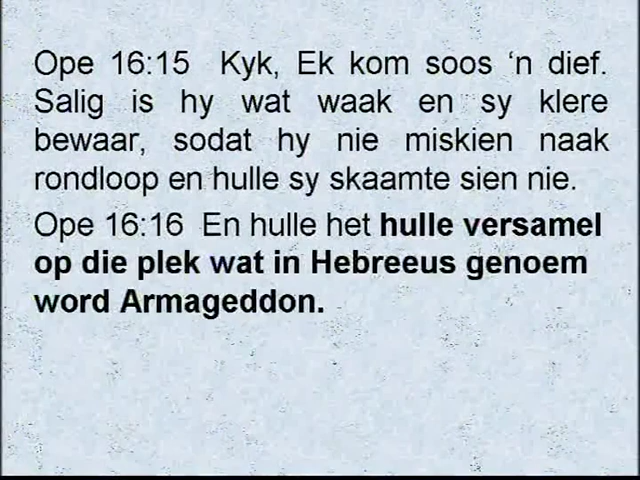 Ope 16:15 Kyk, Ek kom soos ‘n dief.
Salig is hy wat waak en sy klere
bewaar, sodat hy nie miskien naak
rondloop en hulle sy skaamte sien nie.
Ope 16:16 En hulle het hulle versamel
op die plek wat in Hebreeus genoem
word Armageddon.